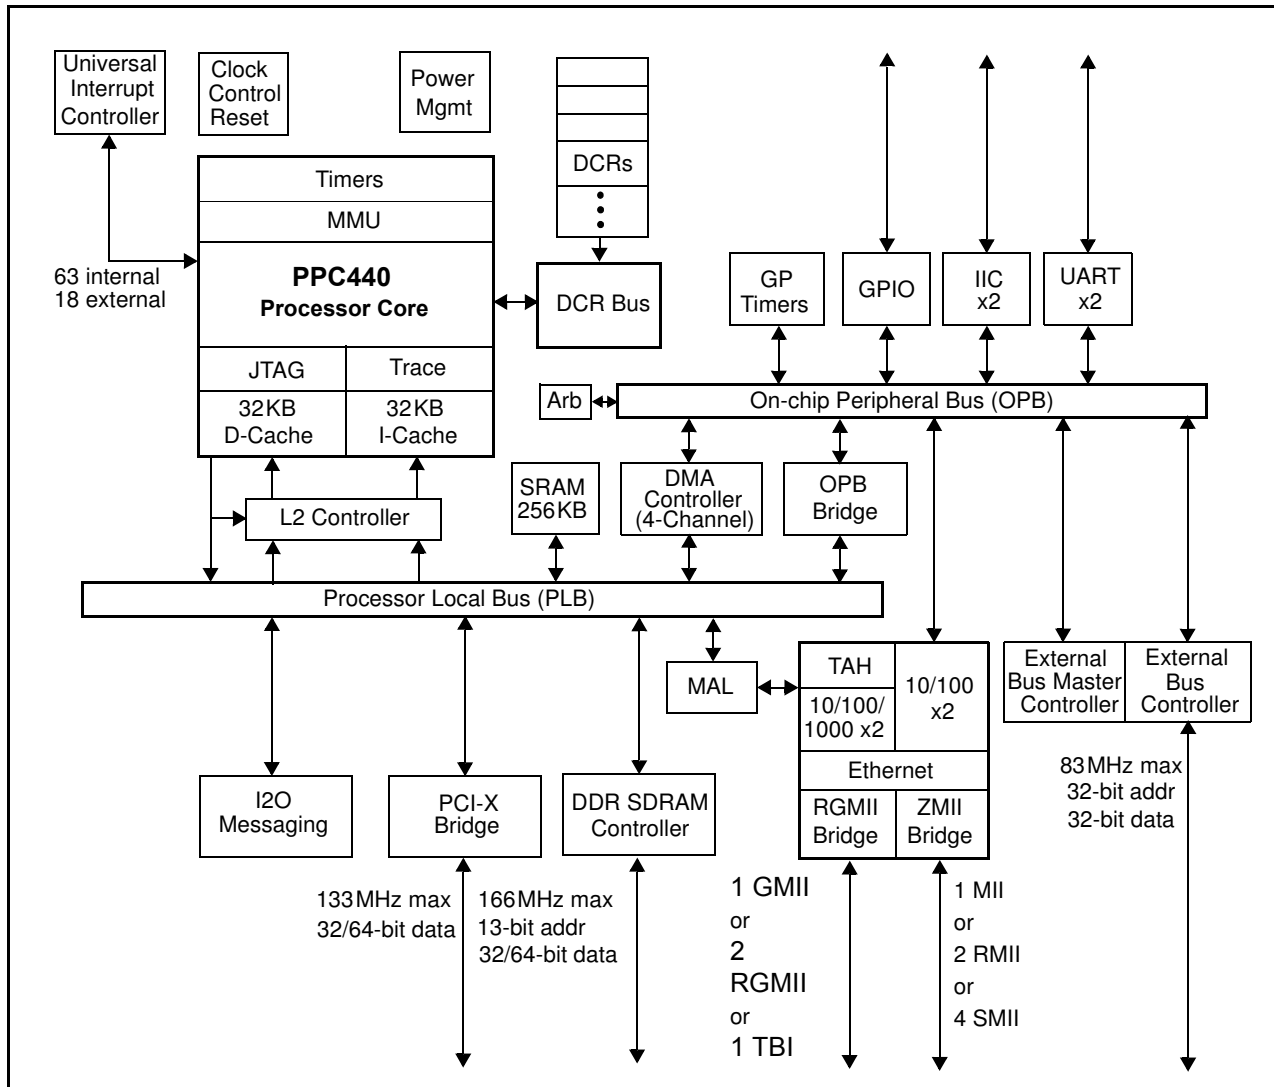 Universal
Interrupt
Controller
Clock
Control
Reset
Power
Mgmt
DCRs
Timers
MMU
PPC440
Processor Core
63 internal
18 external
DCR Bus
GP
Timers
GPIO
IIC
x2
UART
x2
JTAG
Trace
32KB
D-Cache
32KB
I-Cache
Arb
On-chip Peripheral Bus (OPB)
SRAM
256KB
DMA
Controller
(4-Channel)
OPB
Bridge
L2 Controller
Processor Local Bus (PLB)
MAL
TAH
10/100/
1000 x2
10/100
x2
Ethernet
RGMII
Bridge
ZMII
Bridge
External
Bus Master
Controller
External
Bus
Controller
I2O
Messaging
PCI-X
Bridge
DDR SDRAM
Controller
83MHz max
32-bit addr
32-bit data
133MHz max
32/64-bit data
166MHz max
13-bit addr
32/64-bit data
1 GMII
or
2
RGMII
or
1 TBI
1 MII
or
2 RMII
or
4 SMII